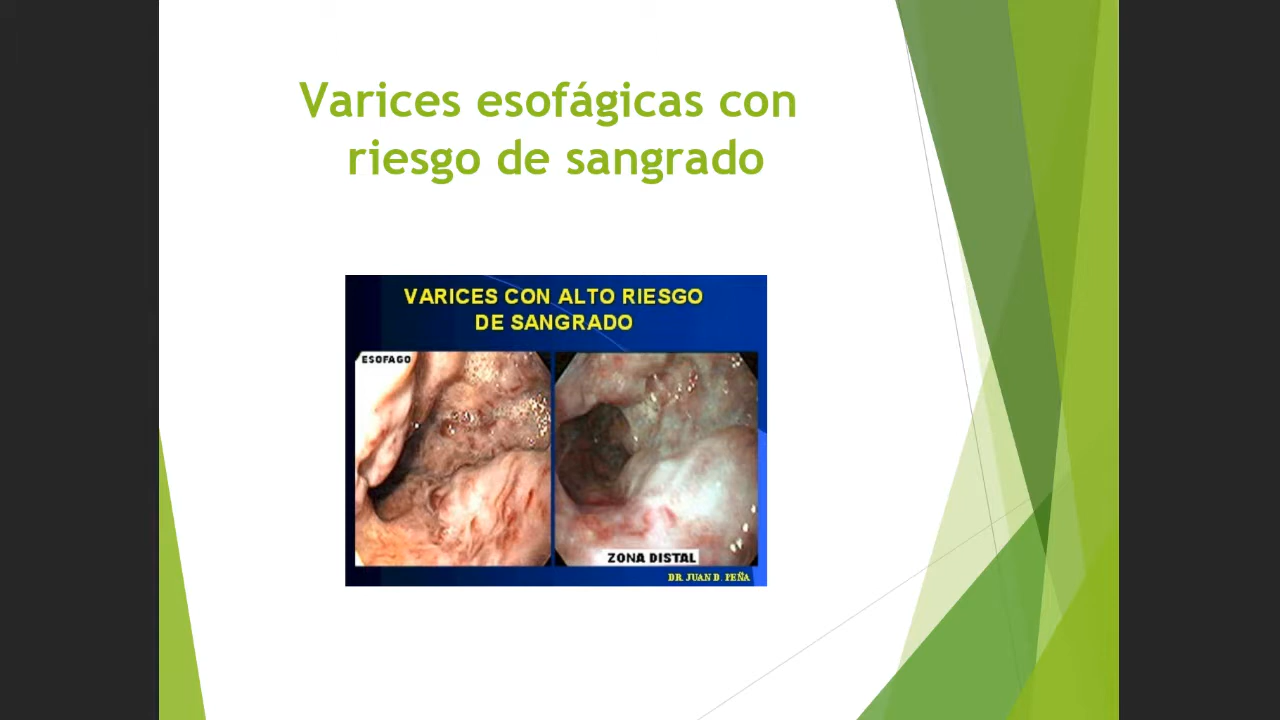 Varices esofágicas con
riesgo de sangrado
VARICES CON ALTO RIESGO
DE SANGRADO
ESOFAGO
ZONA DISTAL
DR. JUAN D. PEÑA